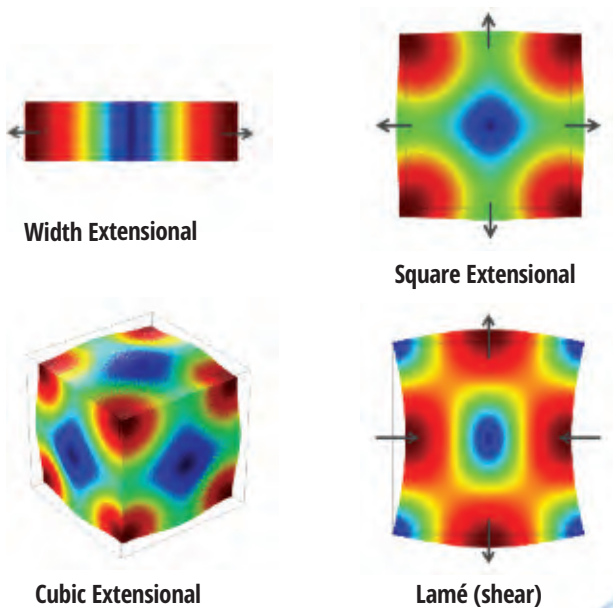 Width Extensional
Square Extensional
Cubic Extensional
Lamé (shear)